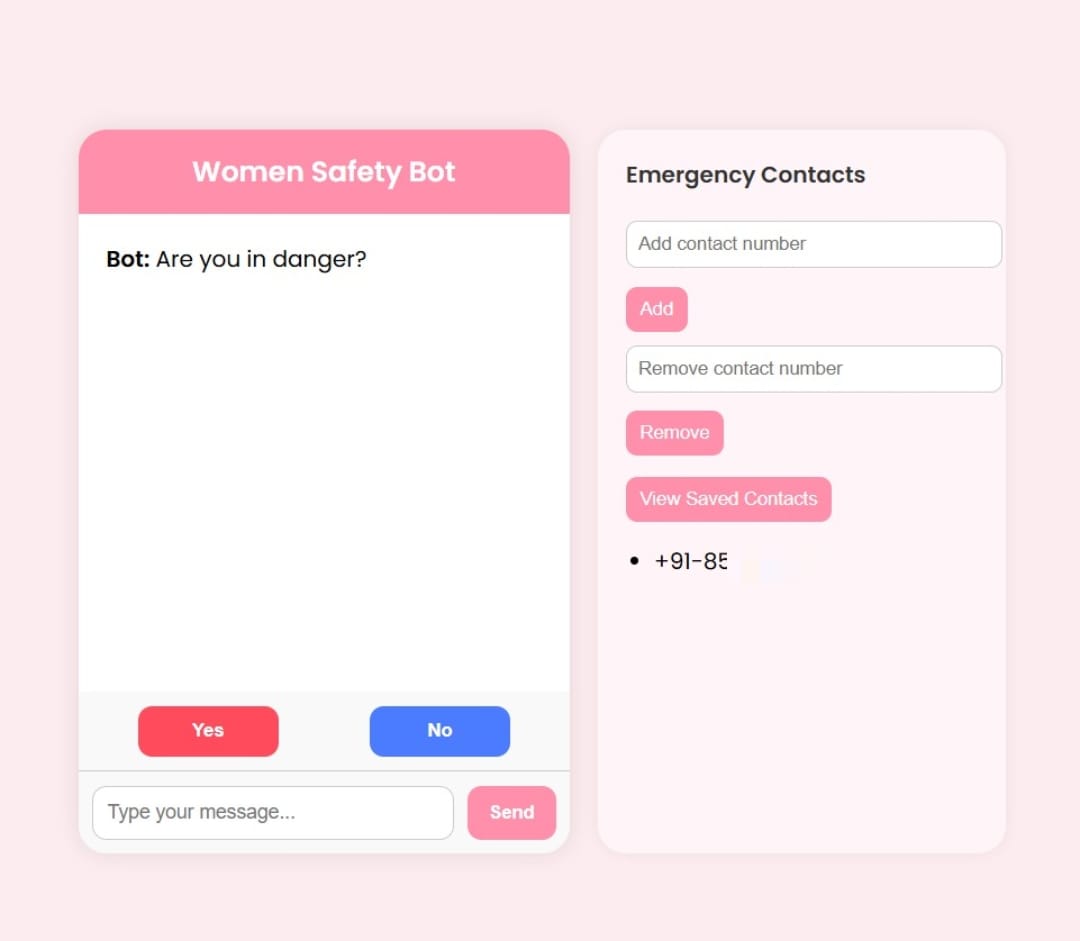 Women Safety Bot
Bot: Are you in danger?
Yes
No
Type your message...
Send
Emergency Contacts
Add contact number
Add
Remove contact number
Remove
View Saved Contacts
+91-85